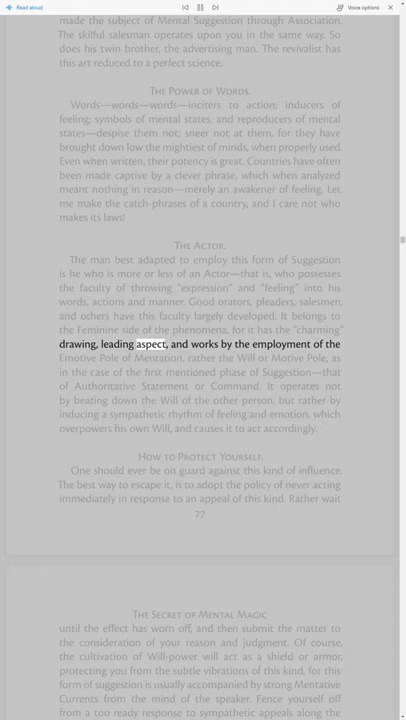 Read aloud
Voice options
made the subject of Mental Suggestion through Association.
The skilful salesman operates upon you in the same way. So
does his twin brother, the advertising man. The revivalist has
this art reduced to a perfect science.
The Power of Words.
Words—words—words—inciters to action; inducers of
feeling; symbols of mental states; and reproducers of mental
states—despise them not; sneer not at them, for they have
brought down low the mightiest of minds, when properly used.
Even when written, their potency is great. Countries have often
been made captive by a clever phrase, which when analyzed
meant nothing in reason—merely an awakener of feeling. Let
me make the catch-phrases of a country, and I care not who
makes its laws!
The Actor.
The man best adapted to employ this form of Suggestion
is he who is more or less of an Actor—that is, who possesses
the faculty of throwing "expression" and "feeling" into his
words, actions and manner. Good orators, pleaders, salesmen,
and others have this faculty largely developed. It belongs to
the Feminine side of the phenomena, for it has the "charming"
drawing, leading aspect, and works by the employment of the
Emotive Pole of Mentation, rather the Will or Motive Pole, as
in the case of the first mentioned phase of Suggestion—that
of Authoritative Statement or Command. It operates not
by beating down the Will of the other person, but rather by
inducing a sympathetic rhythm of feeling and emotion, which
overpowers his own Will, and causes it to act accordingly.
How to Protect Yourself.
One should ever be on guard against this kind of influence.
The best way to escape it, is to adopt the policy of never acting
immediately in response to an appeal of this kind. Rather wait
77
The Secret of Mental Magic
until the effect has worn off, and then submit the matter to
the consideration of your reason and judgment. Of course,
the cultivation of Will-power will act as a shield or armor,
protecting you from the subtle vibrations of this kind, for this
form of suggestion is usually accompanied by strong Mentative
Currents from the mind of the speaker. Fence yourself off
from a too ready response to sympathetic appeals along the